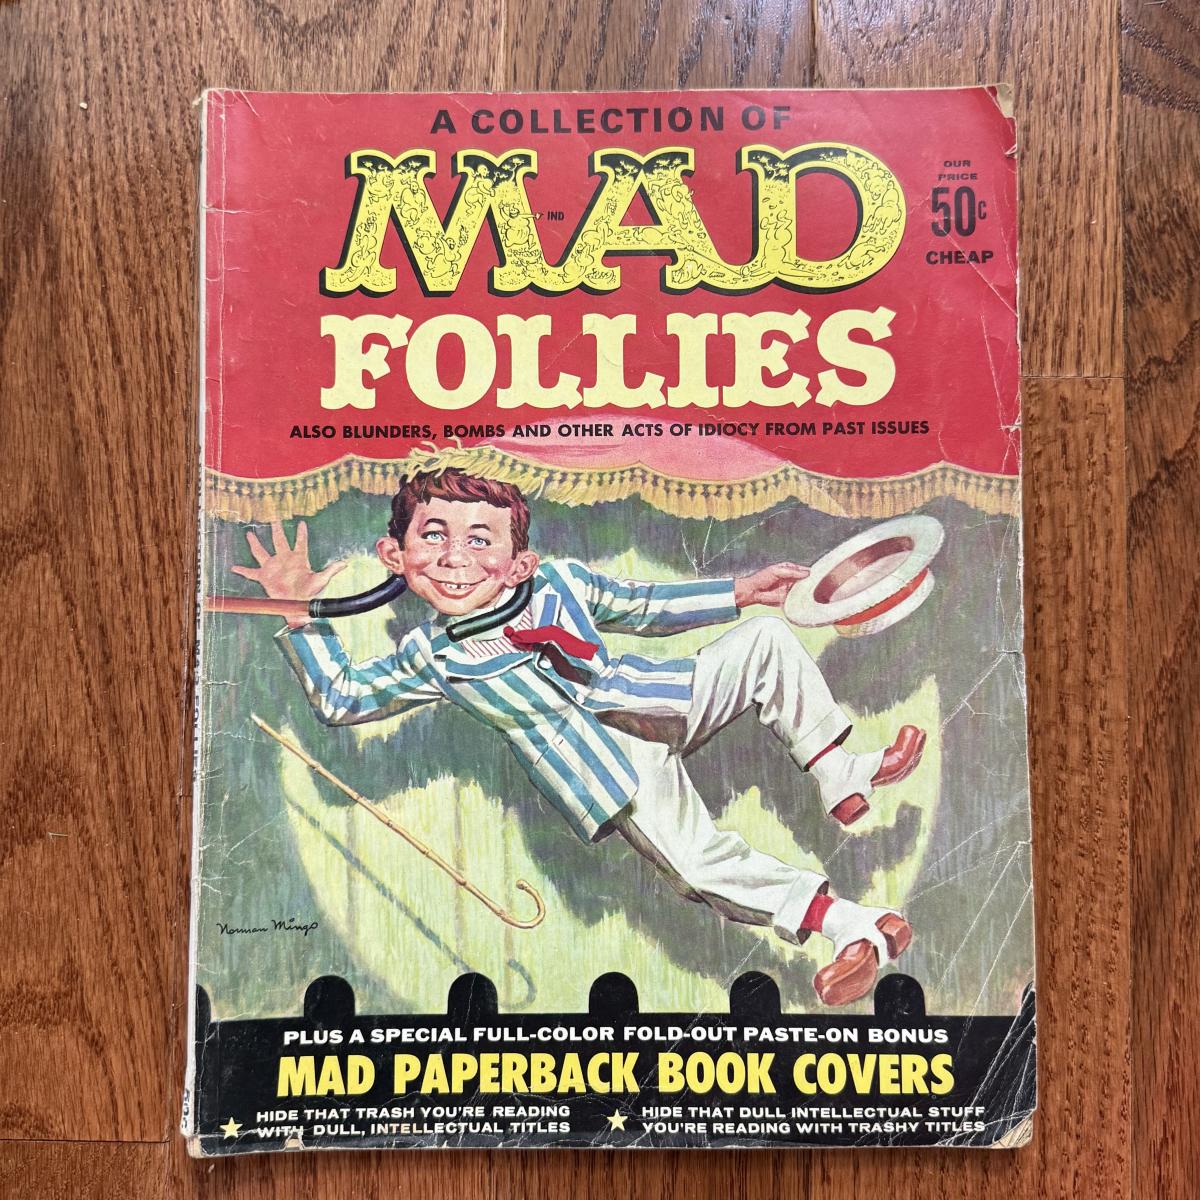 A COLLECTION OF
MAD
IND
OUR
PRICE
50c
CHEAP
FOLLIES
ALSO BLUNDERS, BOMBS AND OTHER ACTS OF IDIOCY FROM PAST ISSUES
Norman Mingo
PLUS A SPECIAL FULL-COLOR FOLD-OUT PASTE-ON BONUS
MAD PAPERBACK BOOK COVERS
★ HIDE THAT TRASH YOU'RE READING
WITH DULL, INTELLECTUAL TITLES
★ HIDE THAT DULL INTELLECTUAL STUFF
YOU'RE READING WITH TRASHY TITLES